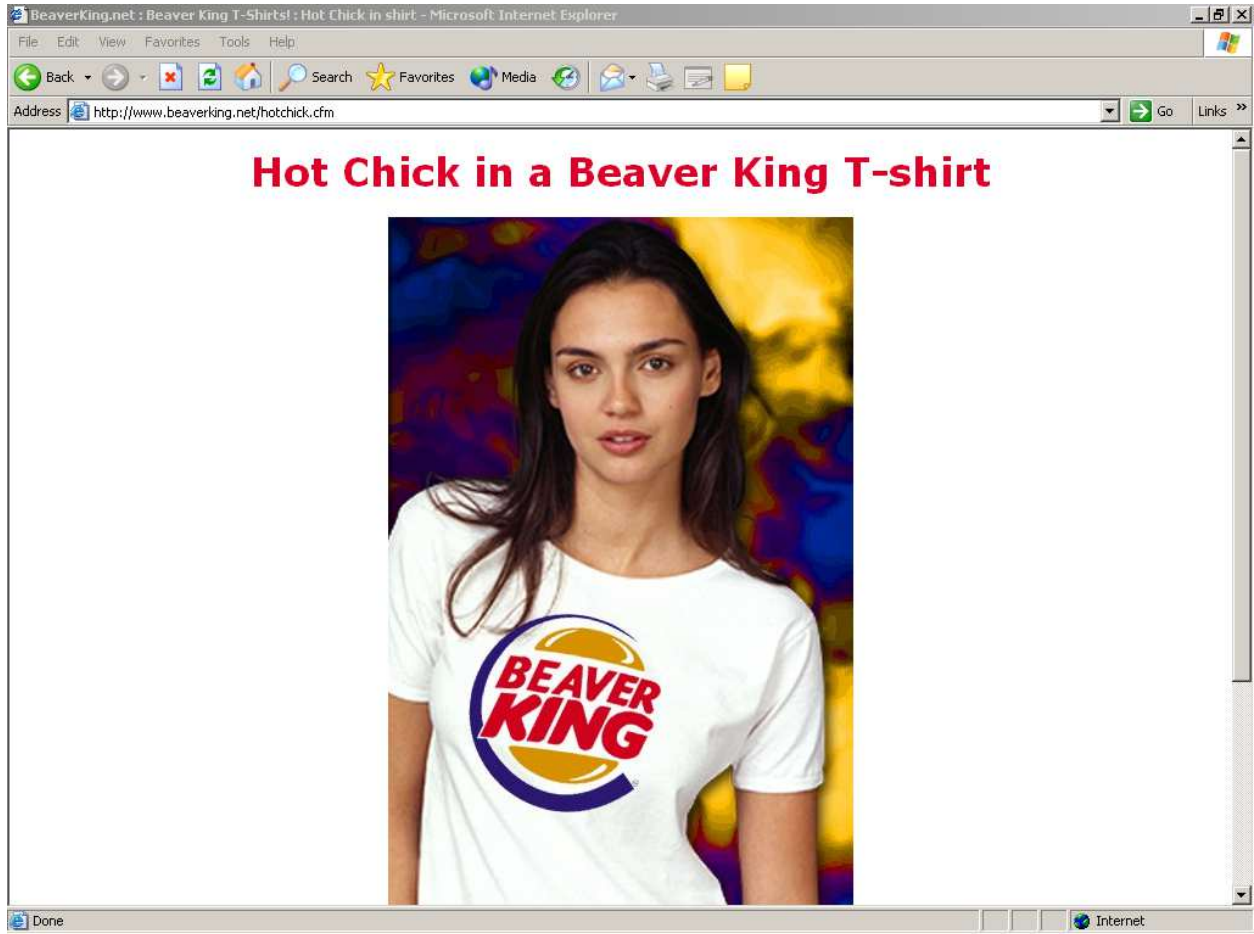 BeaverKing.net : Beaver King T-Shirts! : Hot Chick in shirt - Microsoft Internet Explorer
File Edit View Favorites Tools Help
Back Search Favorites Media
Address http://www.beaverking.net/hotchick.cfm Go Links »
Hot Chick in a Beaver King T-shirt
BEAVER
KING
®
Done Internet